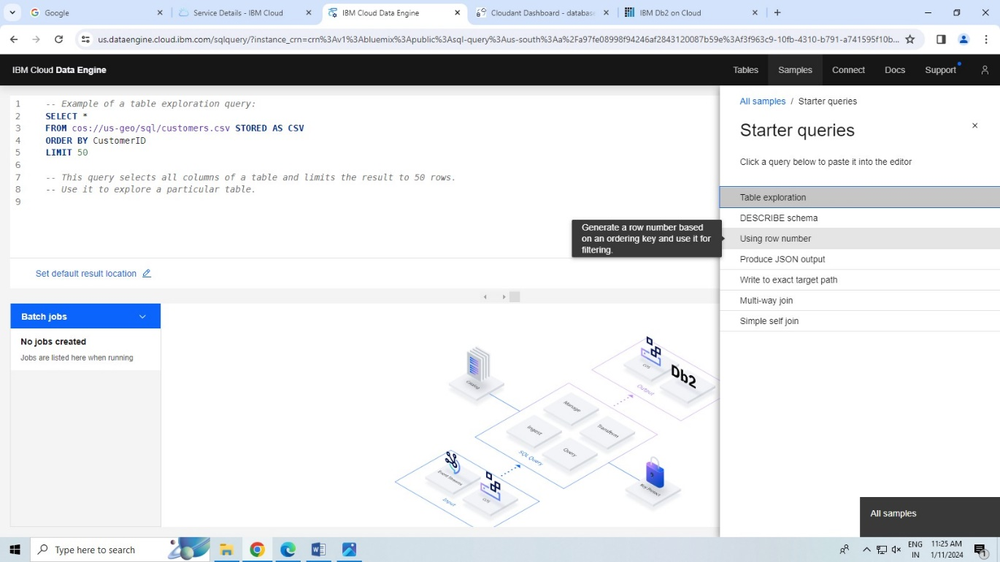 Google
Service Details - IBM Cloud
IBM Cloud Data Engine
Cloudant Dashboard - database
IBM Db2 on Cloud
us.dataengine.cloud.ibm.com/sqlquery/?instance_crn=crn%3Av1%3Abluemix%3Apublic%3Asql-query%3Aus-south%3Aa%2Fa97fe08998f94246af2843120087b59e%3Af3f963c9-10fb-4310-b791-a741595f10b...
IBM Cloud Data Engine
Tables
Samples
Connect
Docs
Support
1 -- Example of a table exploration query:
2 SELECT *
3 FROM cos://us-geo/sql/customers.csv STORED AS CSV
4 ORDER BY CustomerID
5 LIMIT 50
6
7 -- This query selects all columns of a table and limits the result to 50 rows.
8 -- Use it to explore a particular table.
9
Set default result location
Batch jobs
No jobs created
Jobs are listed here when running
Catalog
Manage
Ingest
Transform
Query
SQL Query
Event Streams
COS
Input
COS
Db2
Output
Key Protect
All samples / Starter queries
Starter queries
Click a query below to paste it into the editor
Table exploration
DESCRIBE schema
Using row number
Produce JSON output
Write to exact target path
Multi-way join
Simple self join
Generate a row number based
on an ordering key and use it for
filtering.
All samples
Type here to search
ENG
IN
11:25 AM
1/11/2024
1